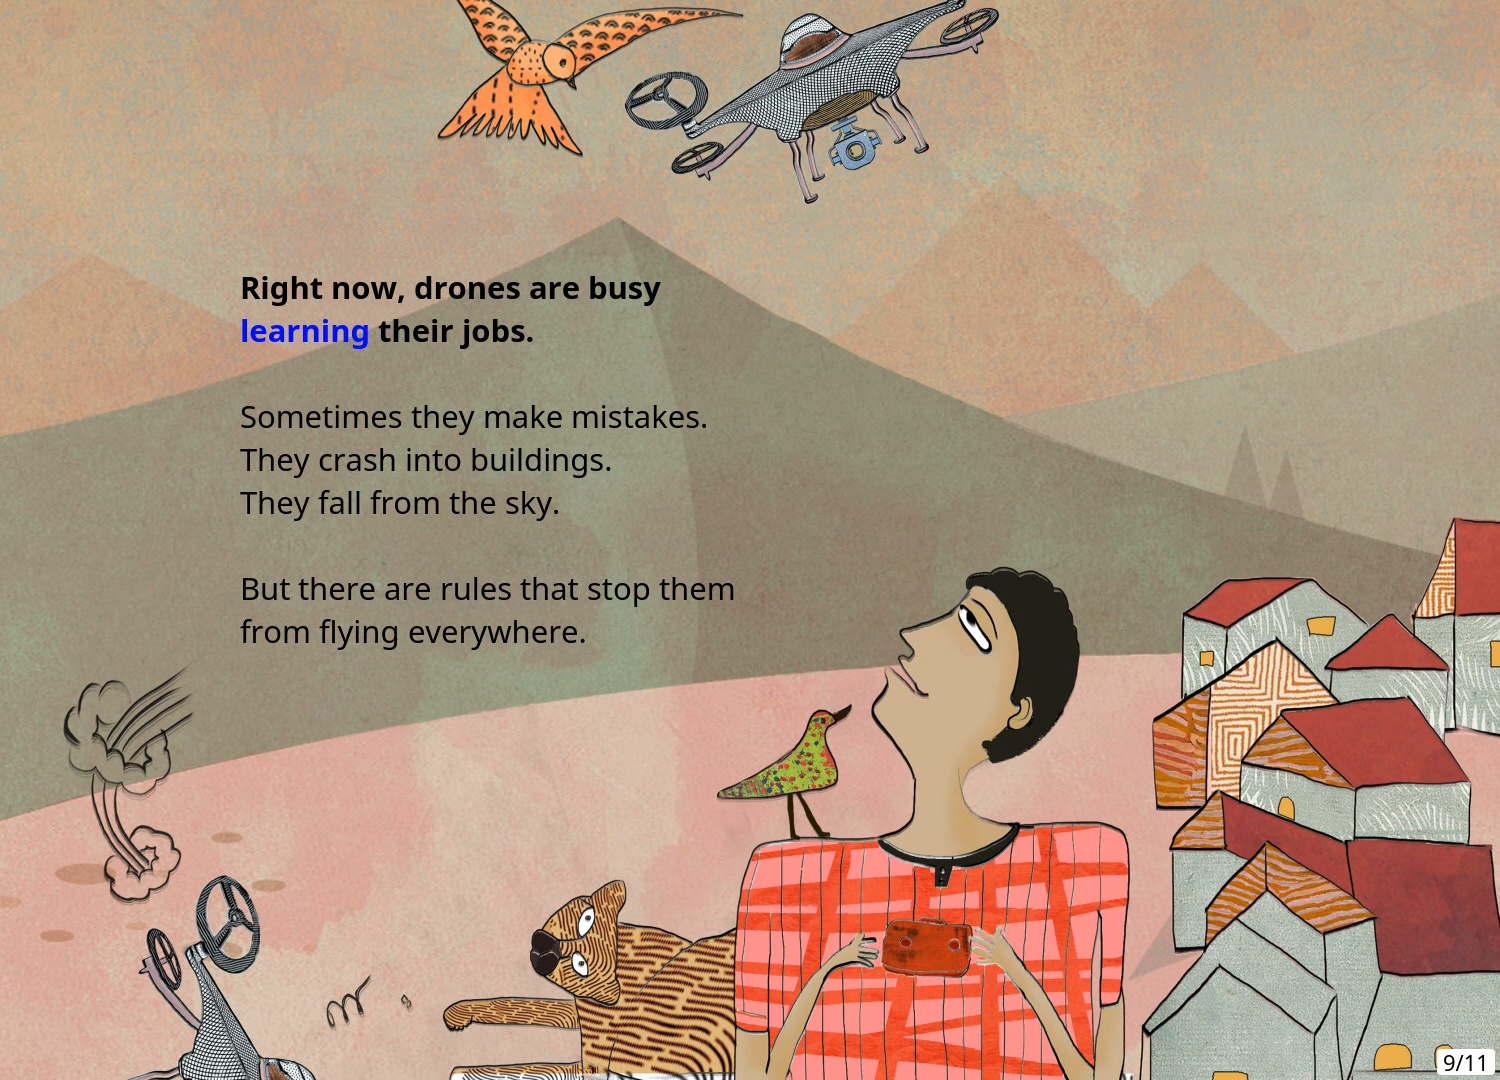 Right now, drones are busy
learning their jobs.
Sometimes they make mistakes.
They crash into buildings.
They fall from the sky.
But there are rules that stop them
from flying everywhere.
9/11